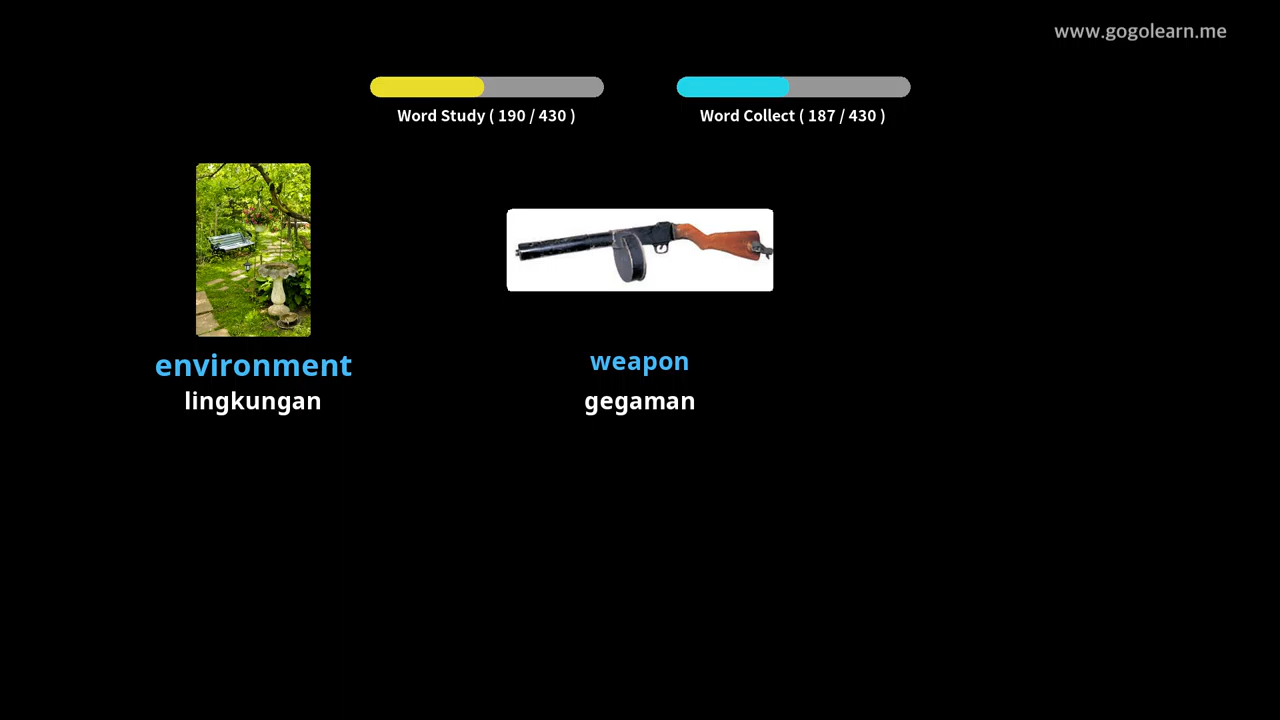 www.gogolearn.me
Word Study ( 190 / 430 )
Word Collect ( 187 / 430 )
environment
lingkungan
weapon
gegaman